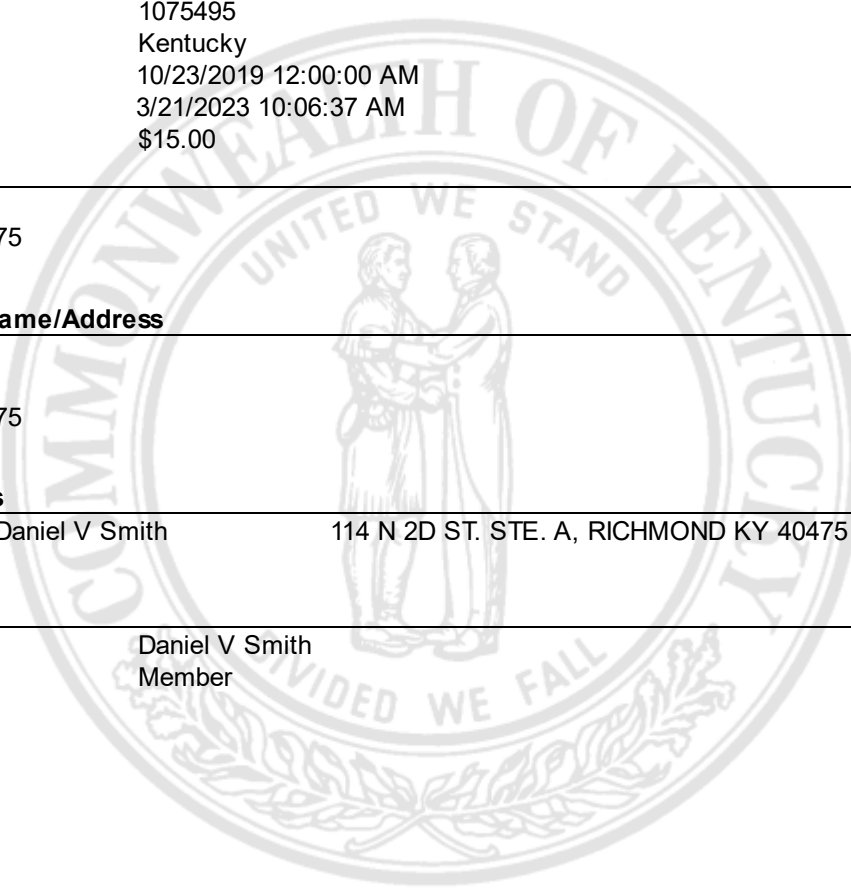 1075495
Kentucky
10/23/2019 12:00:00 AM
3/21/2023 10:06:37 AM
$15.00
75
ame/Address
75
s
Daniel V Smith 114 N 2D ST. STE. A, RICHMOND KY 40475
Daniel V Smith
Member
COMMONWEALTH OF KENTUCKY
UNITED WE STAND
DIVIDED WE FALL